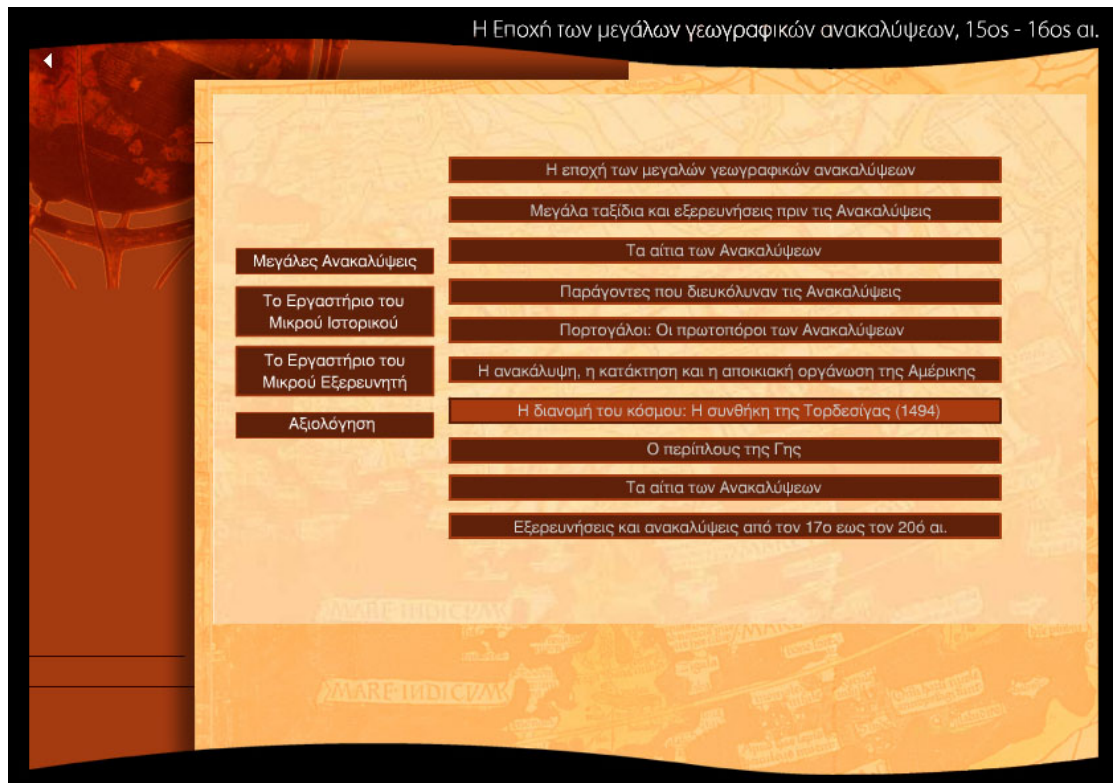 Η Εποχή των μεγάλων γεωγραφικών ανακαλύψεων, 15os - 16os αι.
Μεγάλες Ανακαλύψεις
Το Εργαστήριο του
Μικρού Ιστορικού
Το Εργαστήριο του
Μικρού Εξερευνητή
Αξιολόγηση
Η εποχή των μεγαλών γεωγραφικών ανακαλύψεων
Μεγάλα ταξίδια και εξερευνήσεις πριν τις Ανακαλύψεις
Τα αίτια των Ανακαλύψεων
Παράγοντες που διευκόλυναν τις Ανακαλύψεις
Πορτογάλοι: Οι πρωτοπόροι των Ανακαλύψεων
Η ανακάλυψη, η κατάκτηση και η αποικιακή οργάνωση της Αμέρικης
Η διανομή του κόσμου: Η συνθήκη της Τορδεσίγας (1494)
Ο περίπλους της Γης
Τα αίτια των Ανακαλύψεων
Εξερευνήσεις και ανακαλύψεις από τον 17ο εως τον 20ό αι.
MARE INDICVM
MARE INDICVM